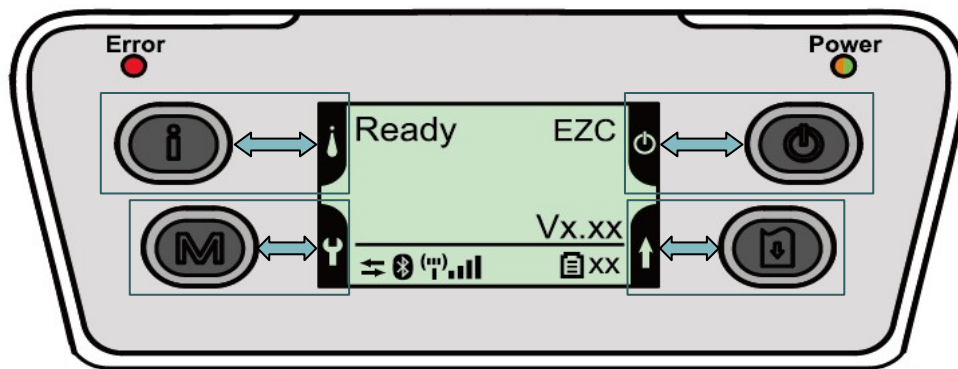 Error
Power
Ready EZC
Vx.xx
xx
i
M